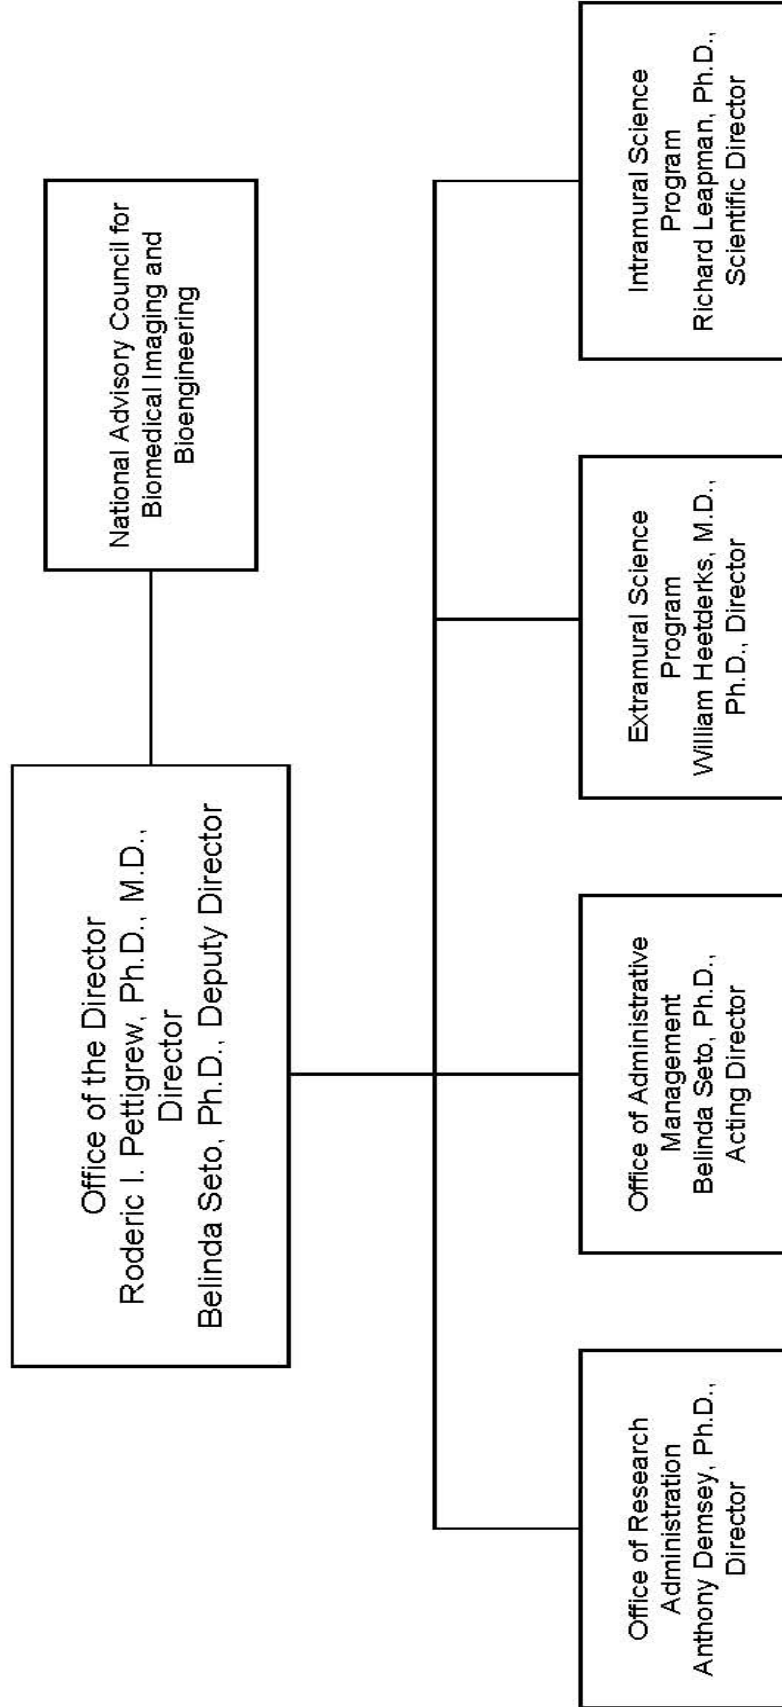 Office of the Director
Roderic I. Pettigrew, Ph.D., M.D.,
Director
Belinda Seto, Ph.D., Deputy Director
National Advisory Council for
Biomedical Imaging and
Bioengineering
Office of Research
Administration
Anthony Demsey, Ph.D.,
Director
Office of Administrative
Management
Belinda Seto, Ph.D.,
Acting Director
Extramural Science
Program
William Heetderks, M.D.,
Ph.D., Director
Intramural Science
Program
Richard Leapman, Ph.D.,
Scientific Director